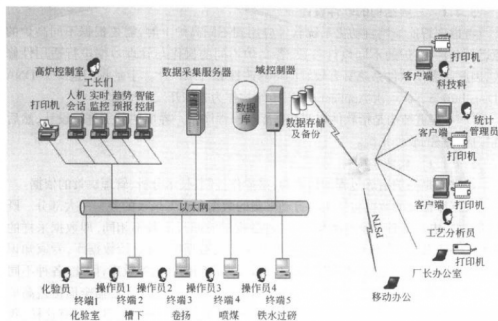 高炉控制室
工长们
打印机
人机会话
实时监控
趋势预报
智能控制
数据采集服务器
域控制器
数据库
数据存储及备份
客户端
打印机
科技科
客户端
统计管理员
打印机
客户端
打印机
工艺分析员
打印机
厂长办公室
移动办公
PSTN
以太网
化验员
操作员1
操作员2
操作员3
操作员4
终端1
终端2
终端3
终端4
终端5
化验室
槽下
卷扬
喷煤
铁水过磅